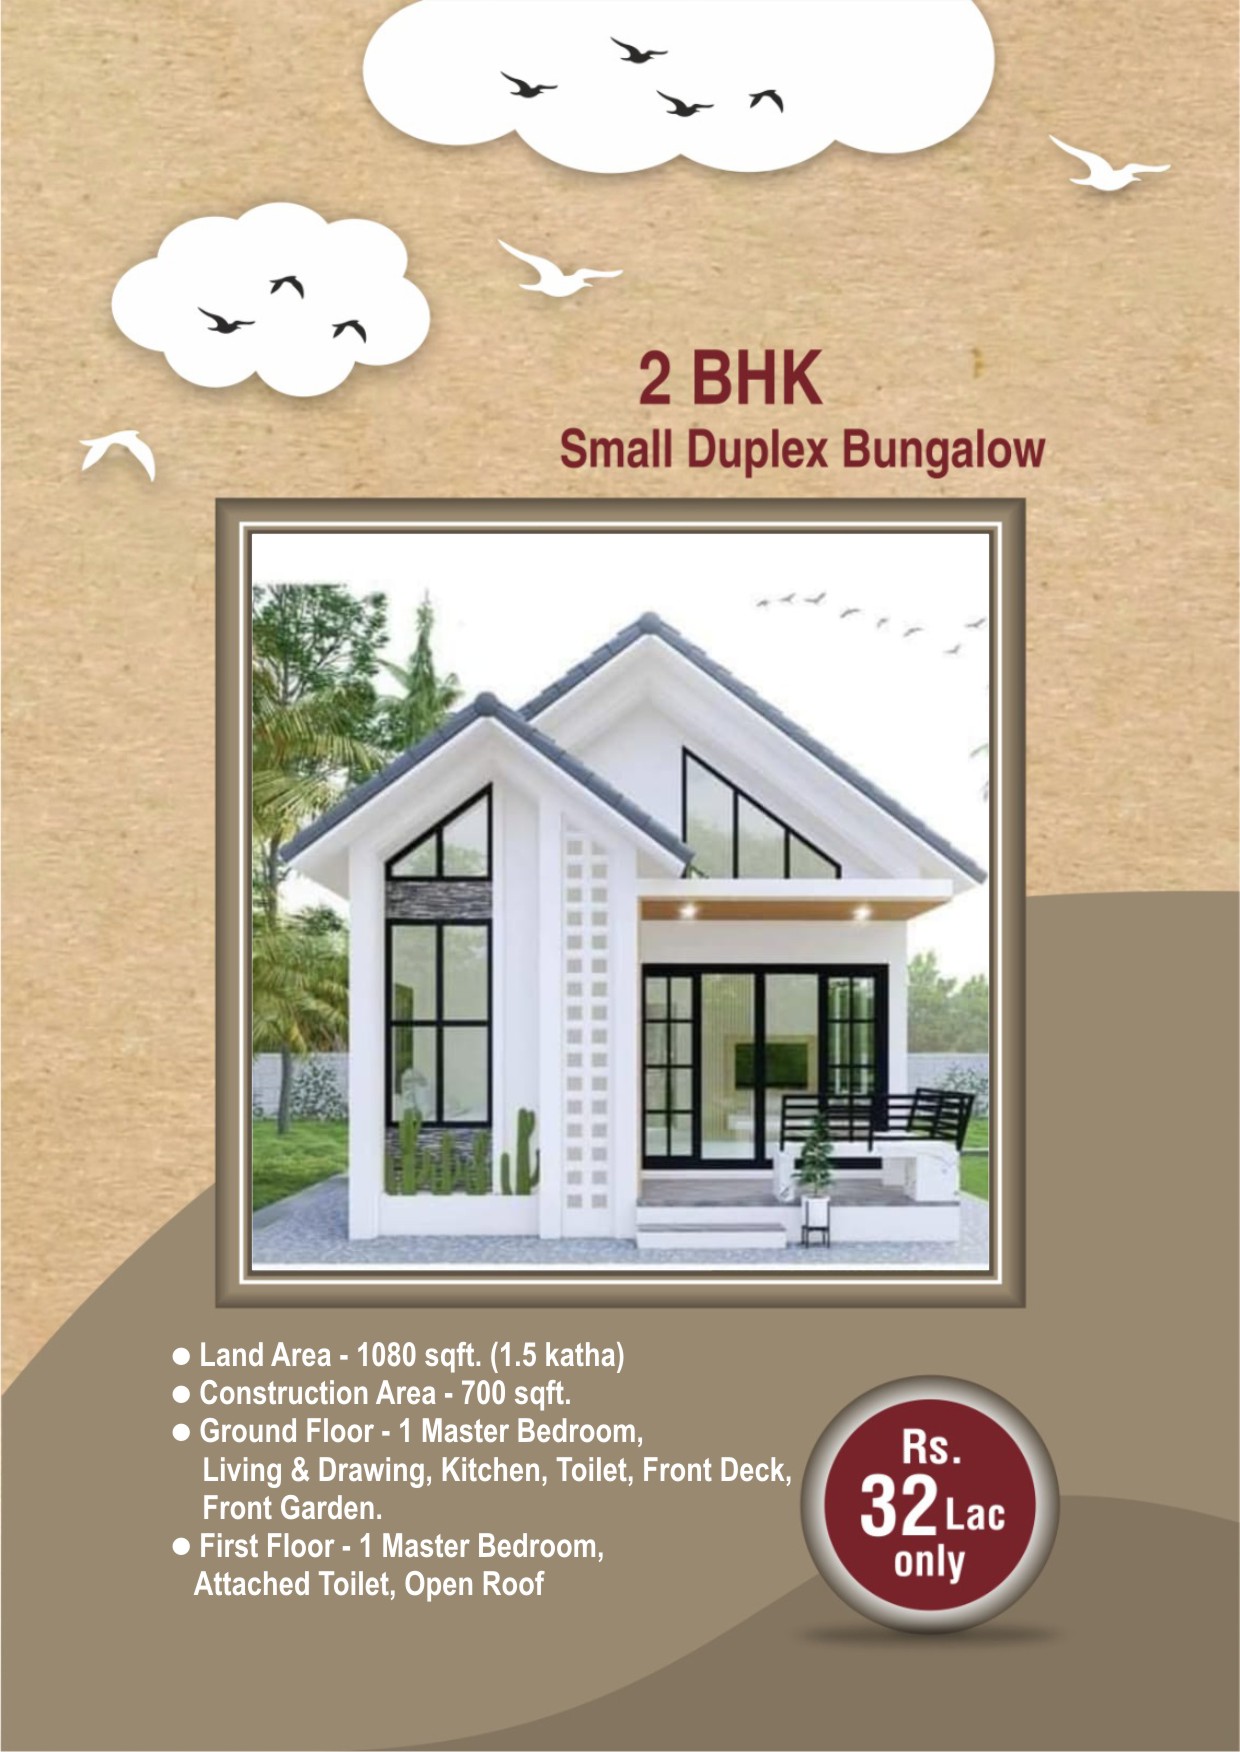 2 BHK
Small Duplex Bungalow
● Land Area - 1080 sqft. (1.5 katha)
● Construction Area - 700 sqft.
● Ground Floor - 1 Master Bedroom,
Living & Drawing, Kitchen, Toilet, Front Deck,
Front Garden.
● First Floor - 1 Master Bedroom,
Attached Toilet, Open Roof
Rs.
32 Lac
only